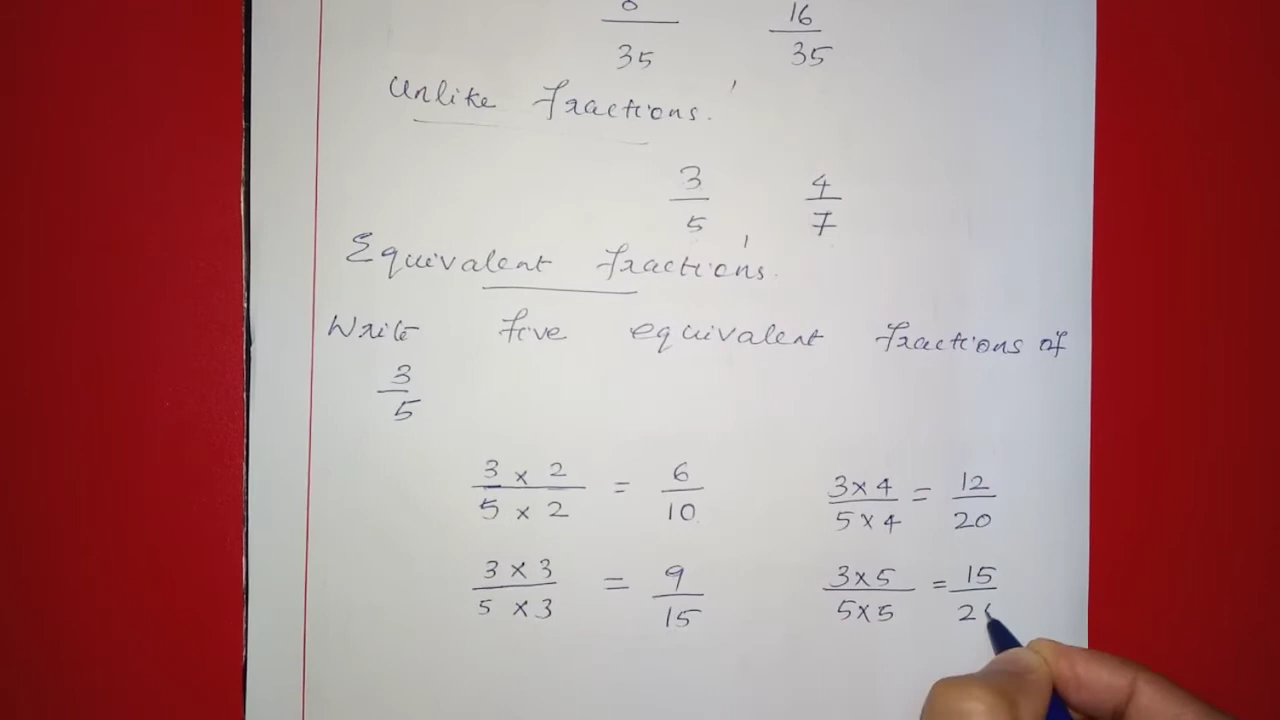 35 16/35
Unlike fractions.
3/5 , 4/7
Equivalent fractions.
Write five equivalent fractions of
3/5
3 x 2 / 5 x 2 = 6/10 3x4 / 5x4 = 12/20
3 x 3 / 5 x 3 = 9/15 3x5 / 5x5 = 15/2